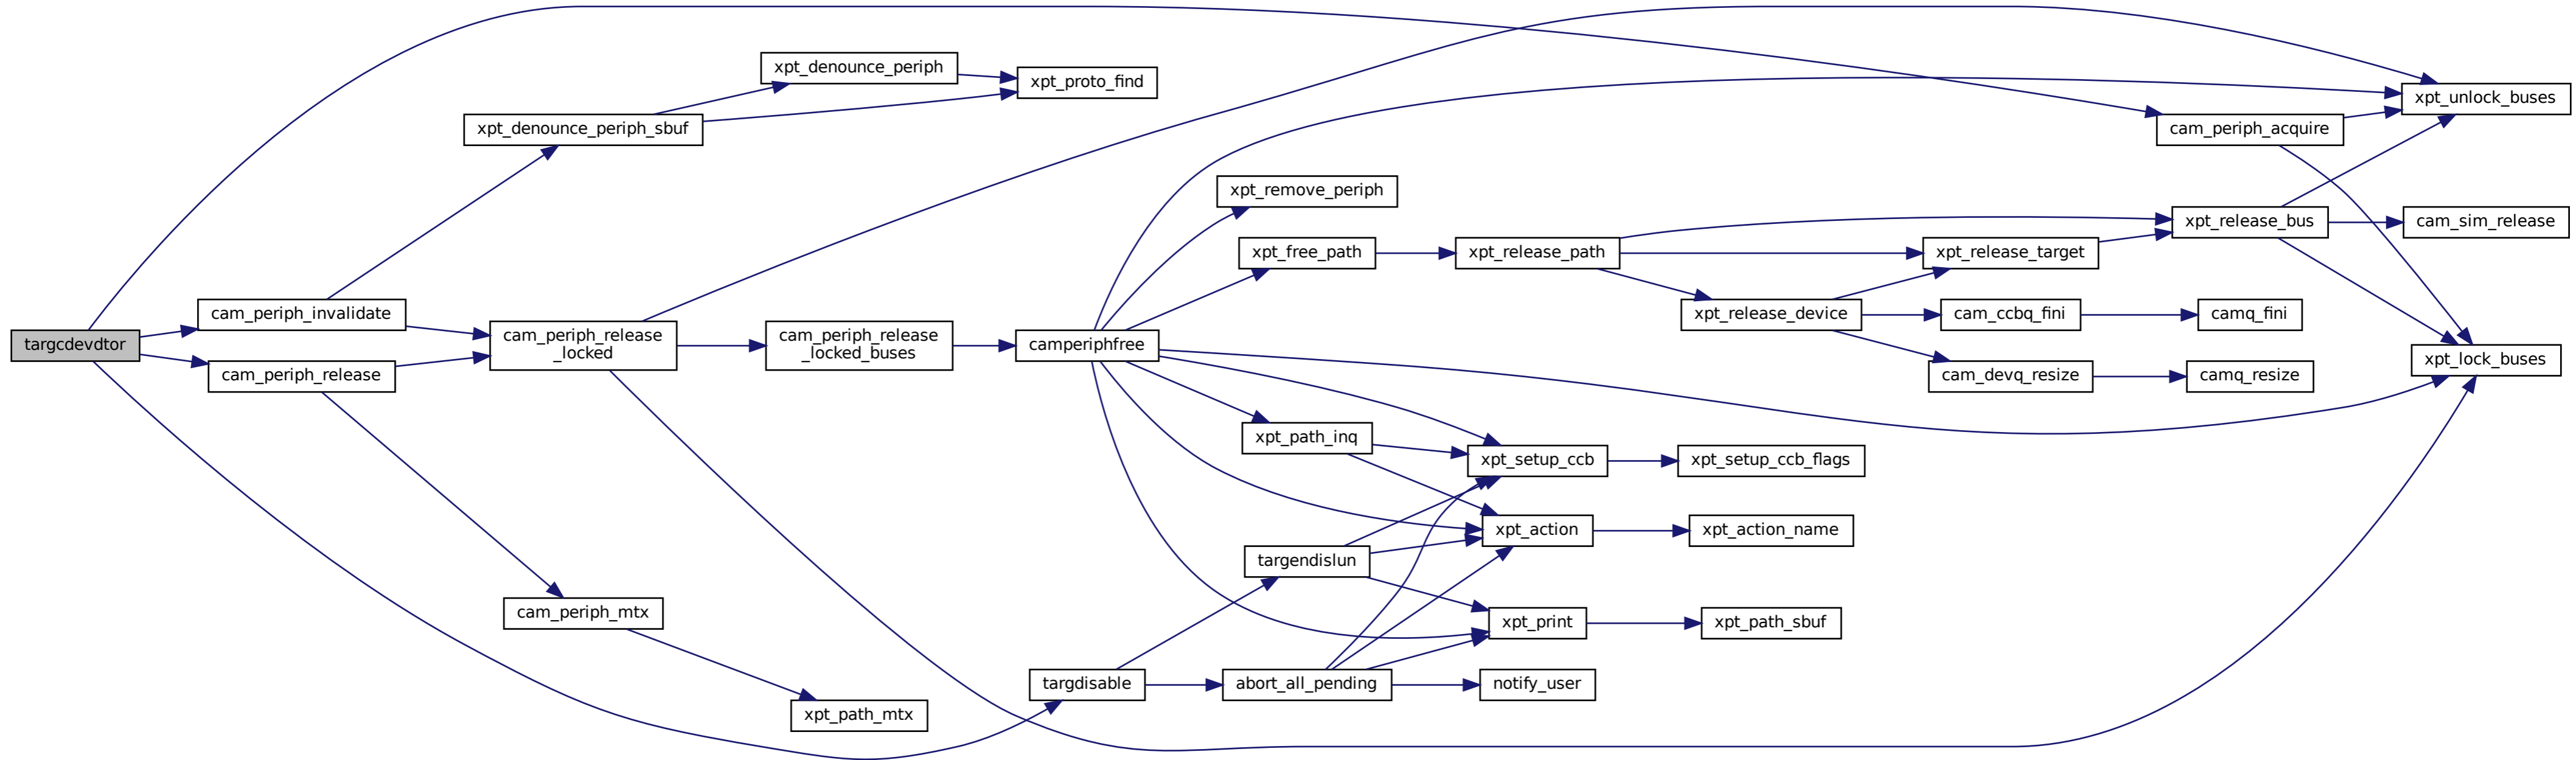 targcdevdtor
cam_periph_invalidate
cam_periph_release
xpt_denounce_periph_sbuf
cam_periph_release
_locked
cam_periph_mtx
xpt_denounce_periph
cam_periph_release
_locked_buses
xpt_path_mtx
xpt_proto_find
camperiphfree
targdisable
xpt_remove_periph
xpt_free_path
xpt_path_inq
targendislun
abort_all_pending
xpt_release_path
xpt_setup_ccb
xpt_action
xpt_print
notify_user
xpt_release_device
xpt_setup_ccb_flags
xpt_action_name
xpt_path_sbuf
xpt_release_target
cam_ccbq_fini
cam_devq_resize
cam_periph_acquire
xpt_release_bus
camq_fini
camq_resize
xpt_unlock_buses
cam_sim_release
xpt_lock_buses